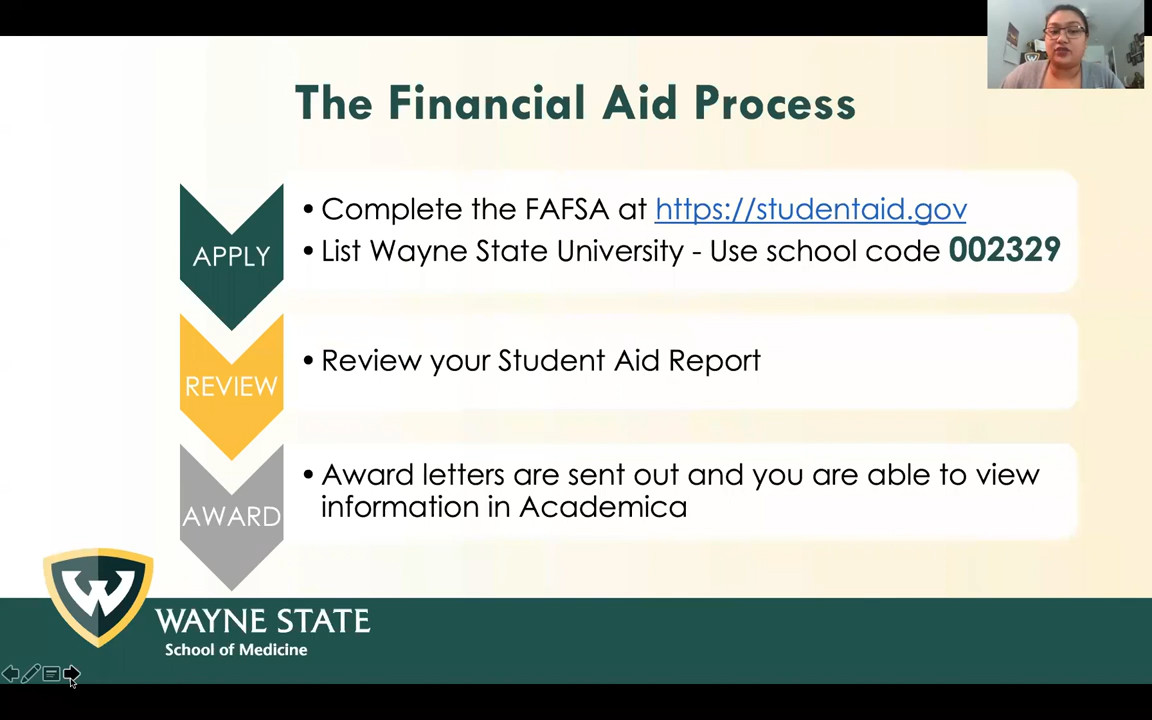 The Financial Aid Process
APPLY
• Complete the FAFSA at https://studentaid.gov
• List Wayne State University - Use school code 002329
REVIEW
• Review your Student Aid Report
AWARD
• Award letters are sent out and you are able to view
information in Academica
W
WAYNE STATE
School of Medicine